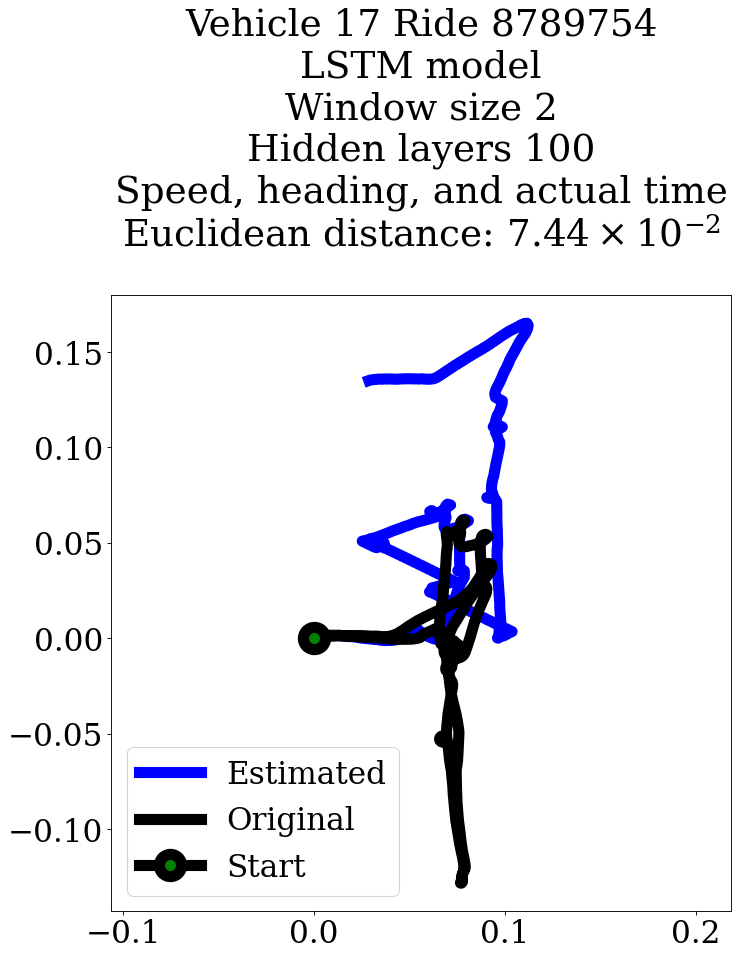 Vehicle 17 Ride 8789754
LSTM model
Window size 2
Hidden layers 100
Speed, heading, and actual time
Euclidean distance: 7.44 × 10⁻²
0.15
0.10
0.05
0.00
−0.05
−0.10
Estimated
Original
Start
−0.1 0.0 0.1 0.2